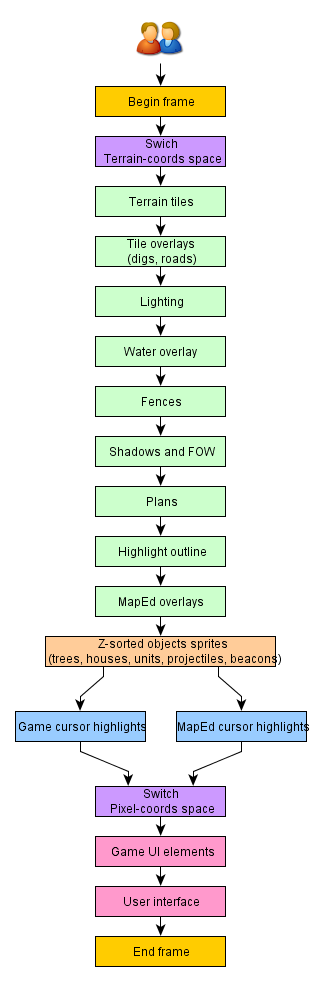 Begin frame
Swich
Terrain-coords space
Terrain tiles
Tile overlays
(digs, roads)
Lighting
Water overlay
Fences
Shadows and FOW
Plans
Highlight outline
MapEd overlays
Z-sorted objects sprites
(trees, houses, units, projectiles, beacons)
Game cursor highlights
MapEd cursor highlights
Switch
Pixel-coords space
Game UI elements
User interface
End frame